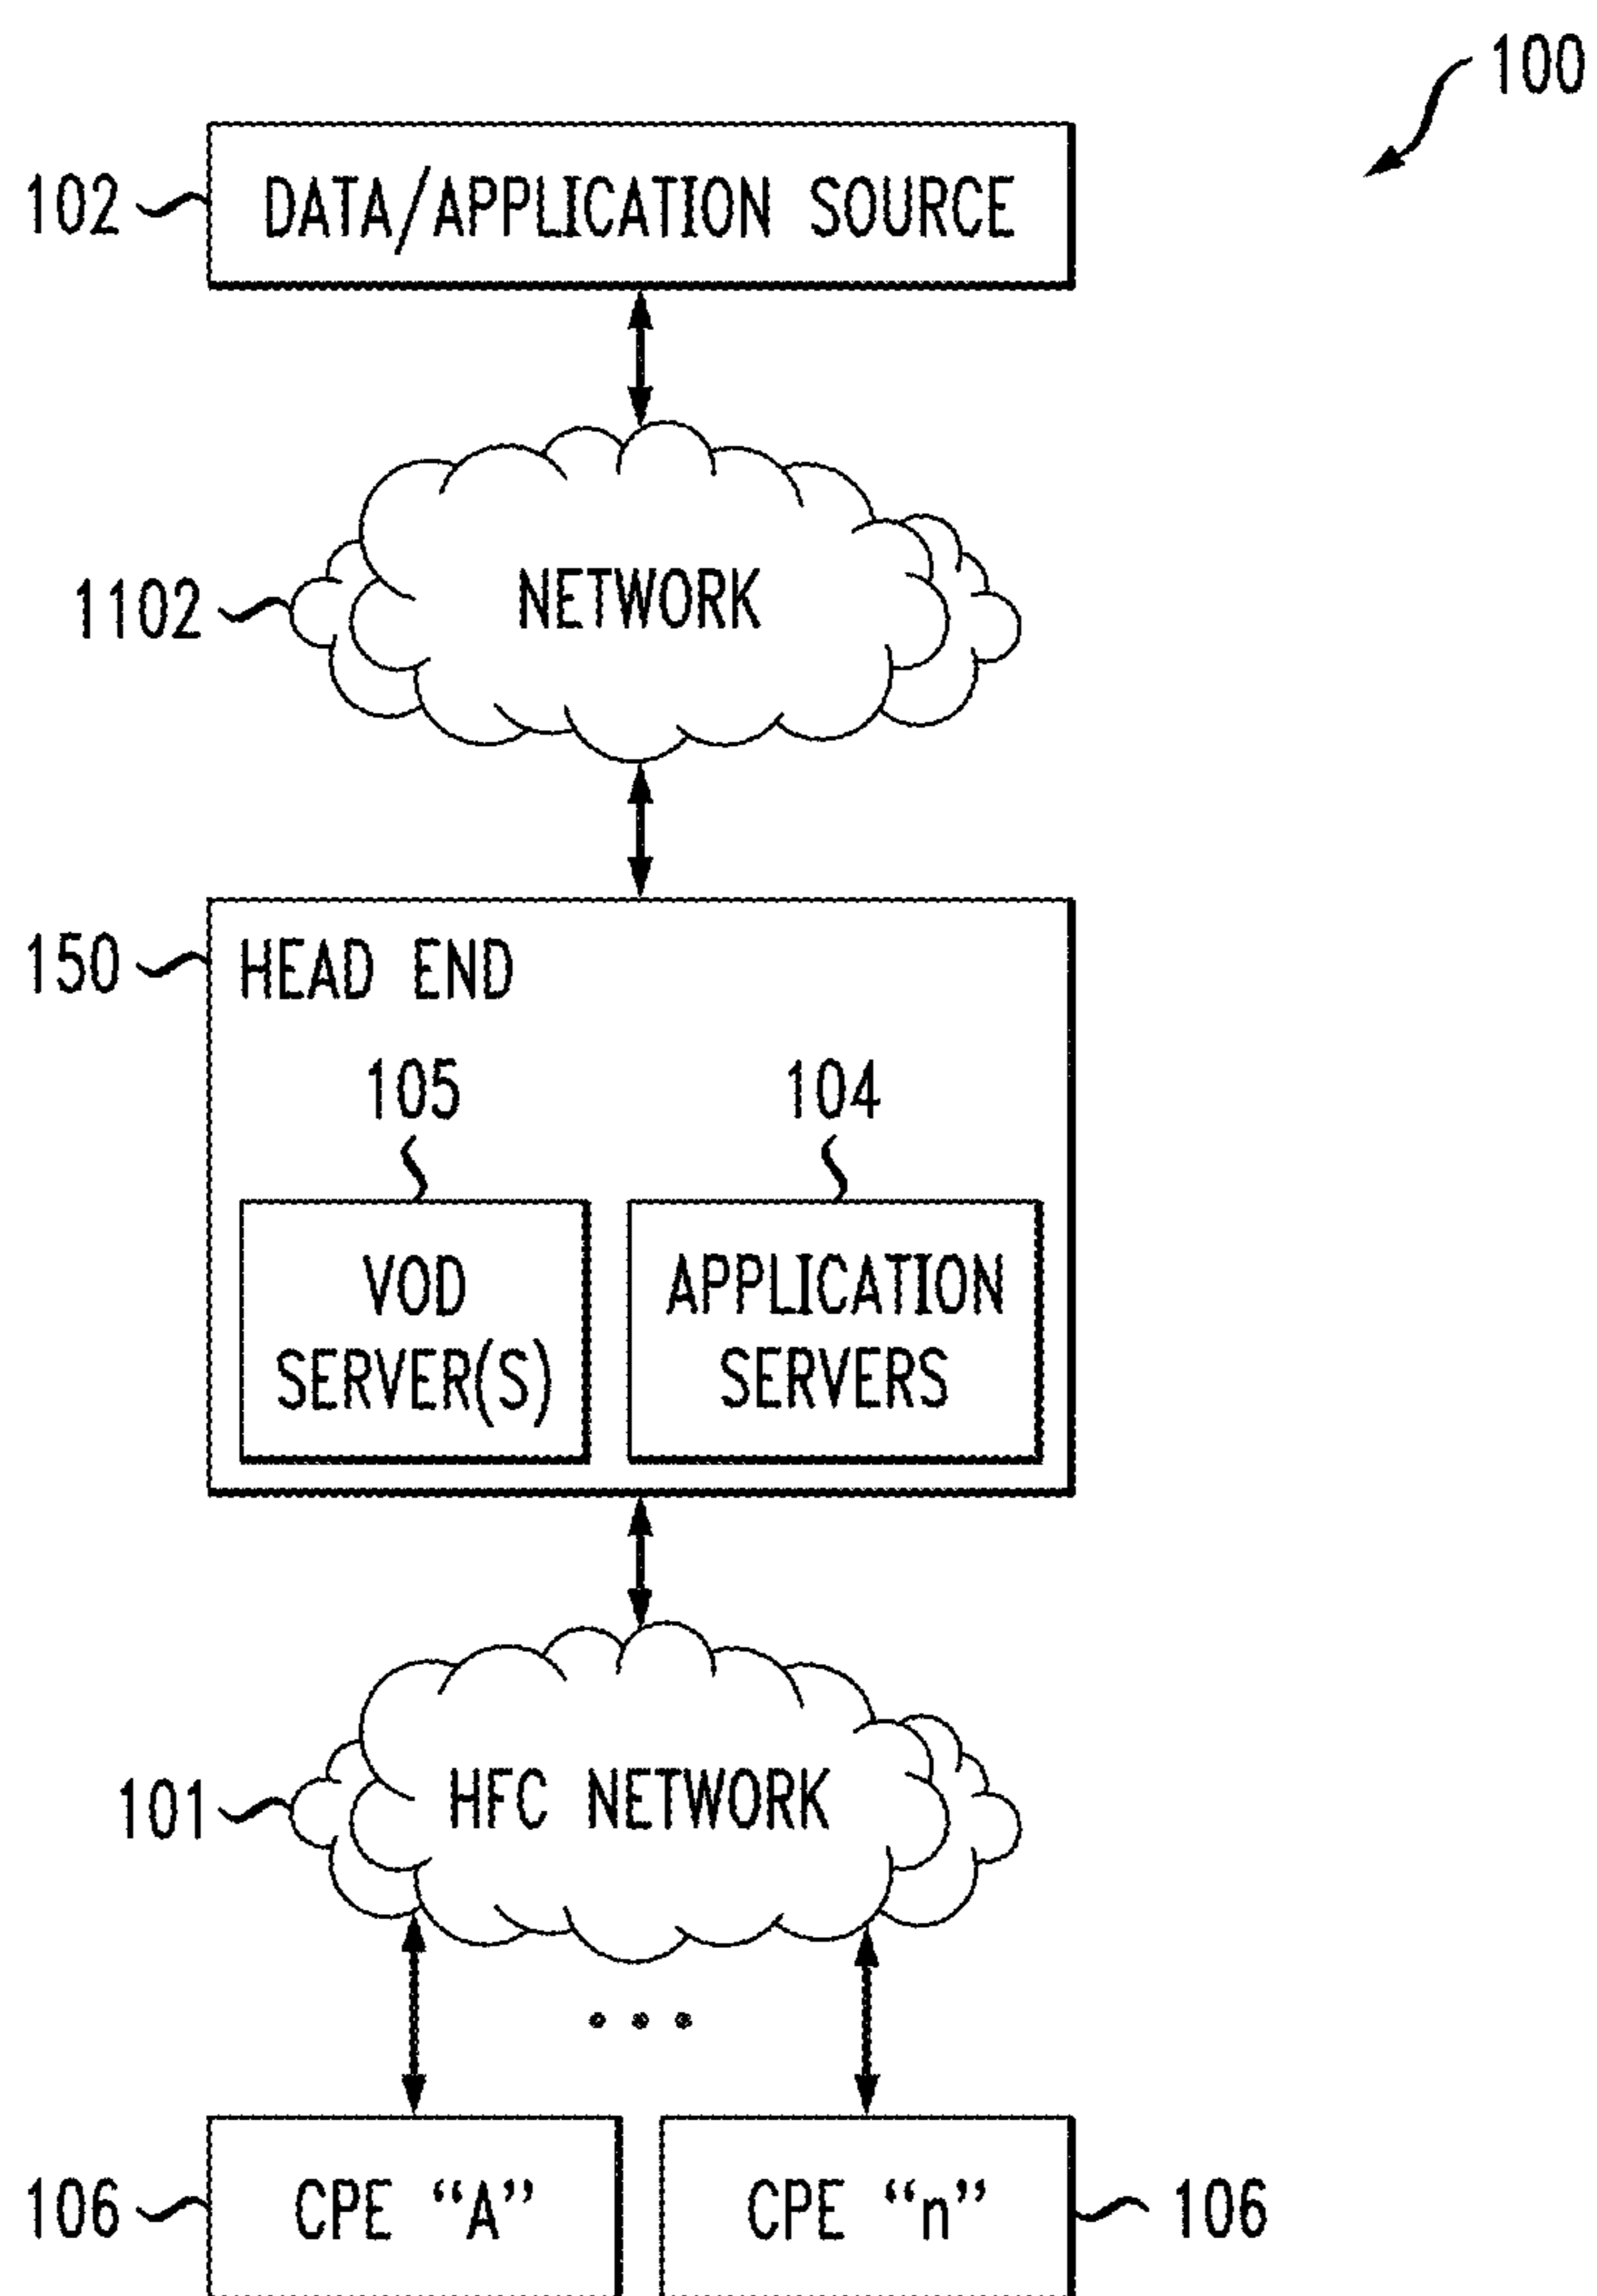 100
102
DATA/APPLICATION SOURCE
1102
NETWORK
150
HEAD END
105
104
VOD
SERVER(S)
APPLICATION
SERVERS
101
HFC NETWORK
106
CPE “A”
CPE “n”
106